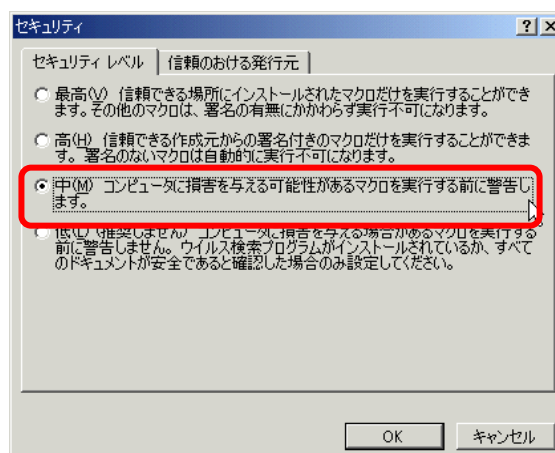 セキュリティ
セキュリティ レベル 信頼のおける発行元
最高(V) 信頼できる場所にインストールされたマクロだけを実行することができ
ます。その他のマクロは、署名の有無にかかわらず実行不可になります。
高(H) 信頼できる作成元からの署名付きのマクロだけを実行することができま
す。署名のないマクロは自動的に実行不可になります。
中(M) コンピュータに損害を与える可能性があるマクロを実行する前に警告し
ます。
低(L) (推奨しません) コンピュータに損害を与える場合があるマクロを実行する
前に警告しません。ウイルス検索プログラムがインストールされているか、すべて
のドキュメントが安全であると確認した場合のみ設定してください。
OK キャンセル